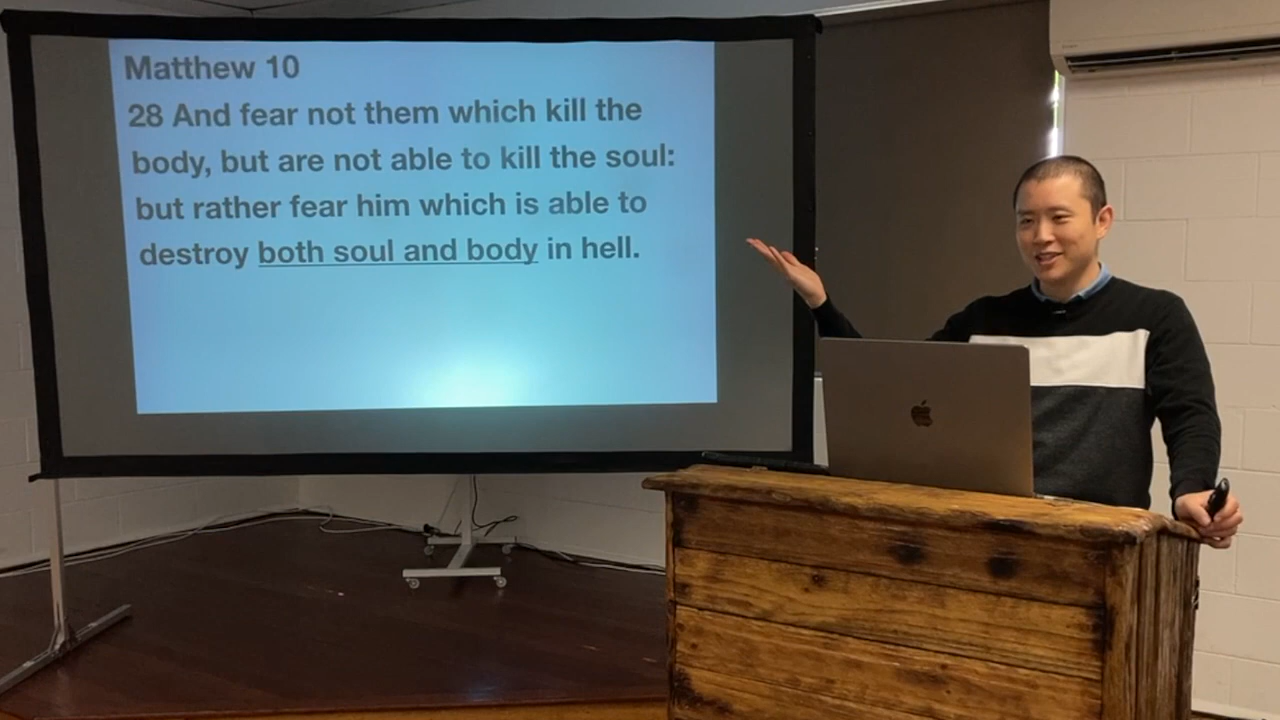 Matthew 10
28 And fear not them which kill the
body, but are not able to kill the soul:
but rather fear him which is able to
destroy both soul and body in hell.